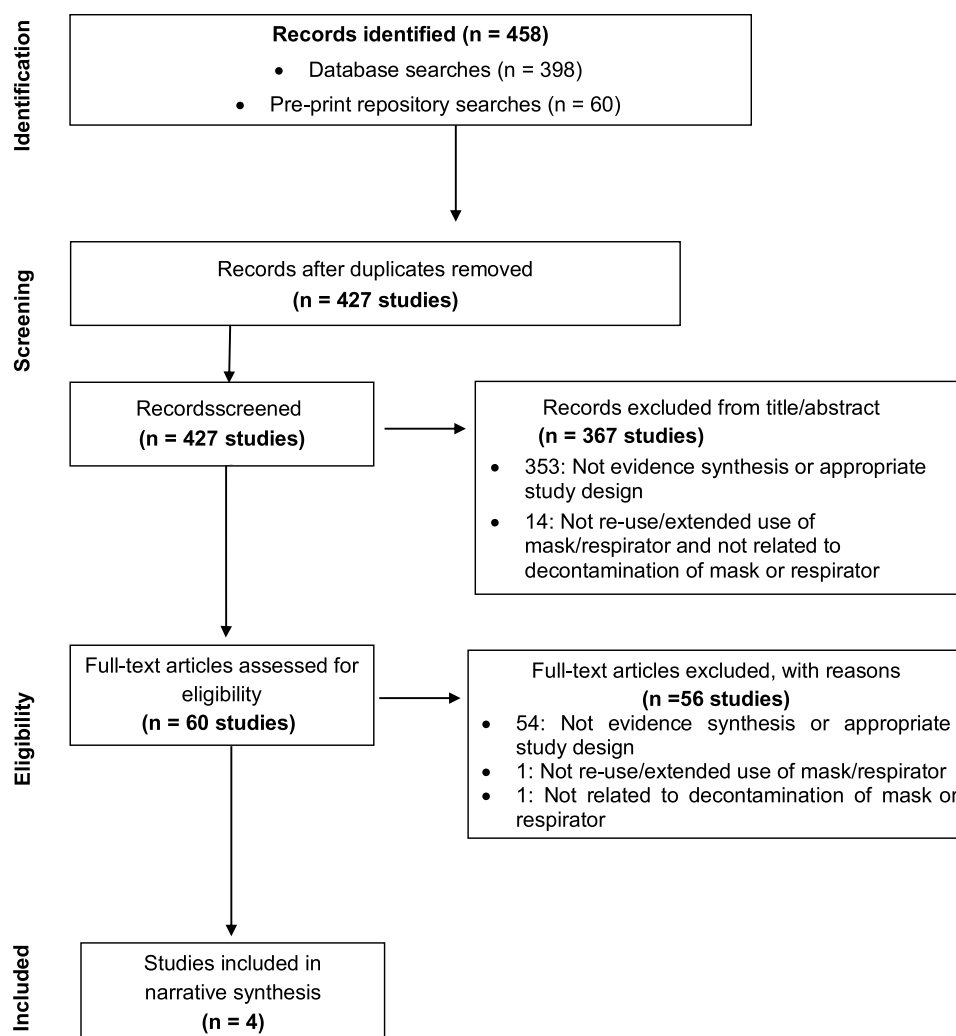 Identification
Records identified (n = 458)
• Database searches (n = 398)
• Pre-print repository searches (n = 60)
Screening
Records after duplicates removed
(n = 427 studies)
Recordsscreened
(n = 427 studies)
Records excluded from title/abstract
(n = 367 studies)
• 353: Not evidence synthesis or appropriate
study design
• 14: Not re-use/extended use of
mask/respirator and not related to
decontamination of mask or respirator
Eligibility
Full-text articles assessed for
eligibility
(n = 60 studies)
Full-text articles excluded, with reasons
(n =56 studies)
• 54: Not evidence synthesis or appropriate
study design
• 1: Not re-use/extended use of mask/respirator
• 1: Not related to decontamination of mask or
respirator
Included
Studies included in
narrative synthesis
(n = 4)